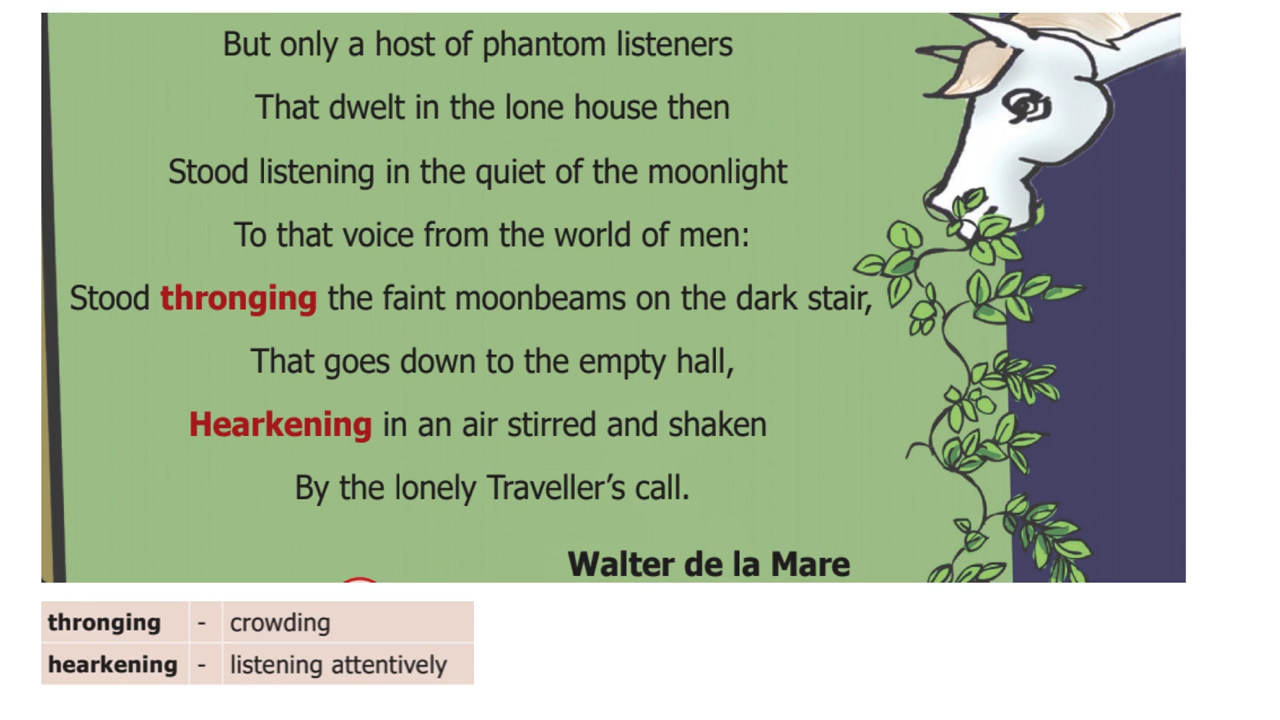 But only a host of phantom listeners
That dwelt in the lone house then
Stood listening in the quiet of the moonlight
To that voice from the world of men:
Stood thronging the faint moonbeams on the dark stair,
That goes down to the empty hall,
Hearkening in an air stirred and shaken
By the lonely Traveller’s call.
Walter de la Mare
thronging - crowding
hearkening - listening attentively